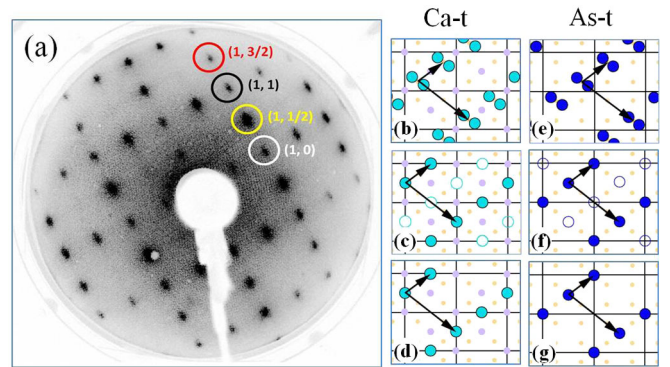 Ca-t
As-t
(a)
(1, 3/2)
(1, 1)
(1, 1/2)
(1, 0)
(b)
(e)
(c)
(f)
(d)
(g)